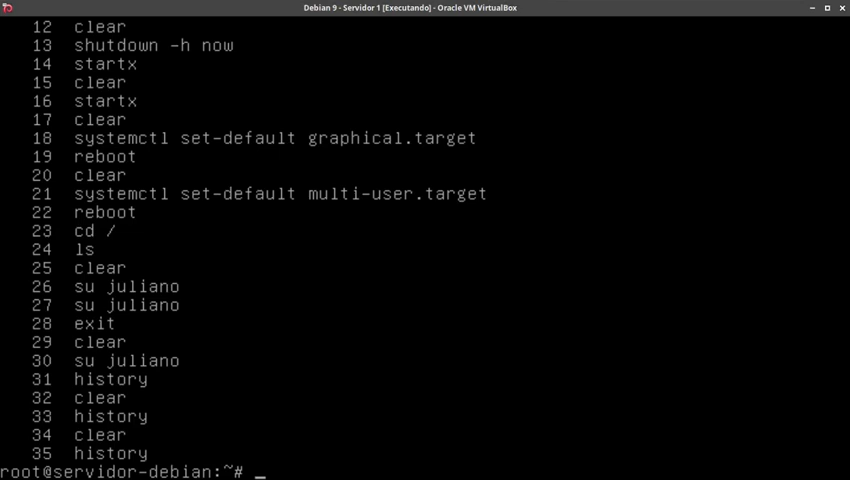 Debian 9 - Servidor 1 [Executando] - Oracle VM VirtualBox
12 clear
13 shutdown -h now
14 startx
15 clear
16 startx
17 clear
18 systemctl set-default graphical.target
19 reboot
20 clear
21 systemctl set-default multi-user.target
22 reboot
23 cd /
24 ls
25 clear
26 su juliano
27 su juliano
28 exit
29 clear
30 su juliano
31 history
32 clear
33 history
34 clear
35 history
root@servidor-debian:~# _